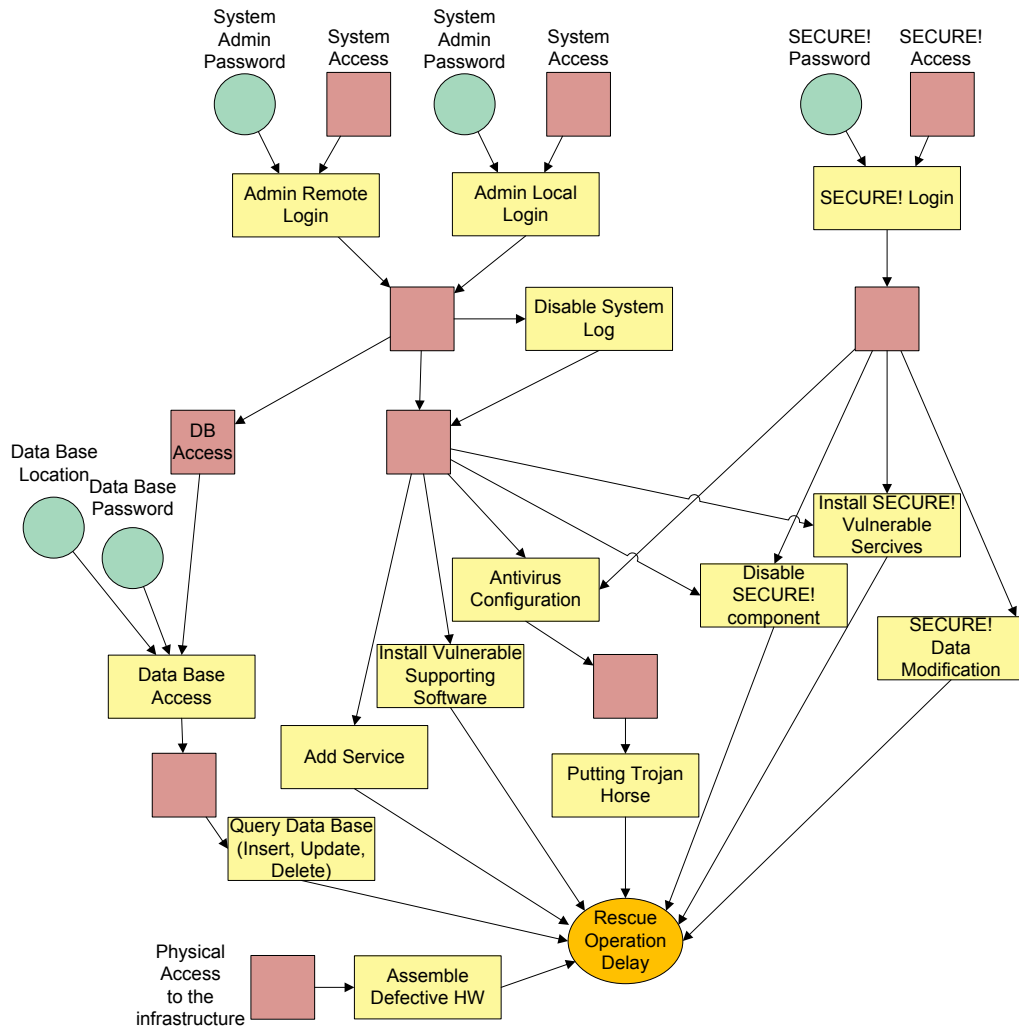 System
Admin
Password
System
Access
System
Admin
Password
System
Access
SECURE!
Password
SECURE!
Access
Admin Remote
Login
Admin Local
Login
SECURE! Login
Disable System
Log
DB
Access
Data Base
Location
Data Base
Password
Install SECURE!
Vulnerable
Sercives
Antivirus
Configuration
Disable
SECURE!
component
SECURE!
Data
Modification
Install Vulnerable
Supporting
Software
Data Base
Access
Add Service
Putting Trojan
Horse
Query Data Base
(Insert, Update,
Delete)
Rescue
Operation
Delay
Physical
Access
to the
infrastructure
Assemble
Defective HW